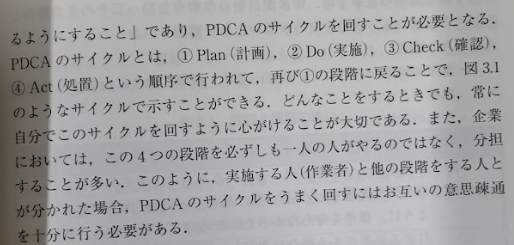 るようにすること」であり，PDCA のサイクルを回すことが必要となる．
PDCA のサイクルとは，① Plan (計画)，② Do (実施)，③ Check (確認)，
④ Act (処置) という順序で行われて，再び①の段階に戻ることで，図 3.1
のようなサイクルで示すことができる．どんなことをするときでも，常に
自分でこのサイクルを回すように心がけることが大切である．また，企業
においては，この 4 つの段階を必ずしも一人の人がやるのではなく，分担
することが多い．このように，実施する人(作業者)と他の段階をする人と
が分かれた場合，PDCA のサイクルをうまく回すにはお互いの意思疎通
を十分に行う必要がある．